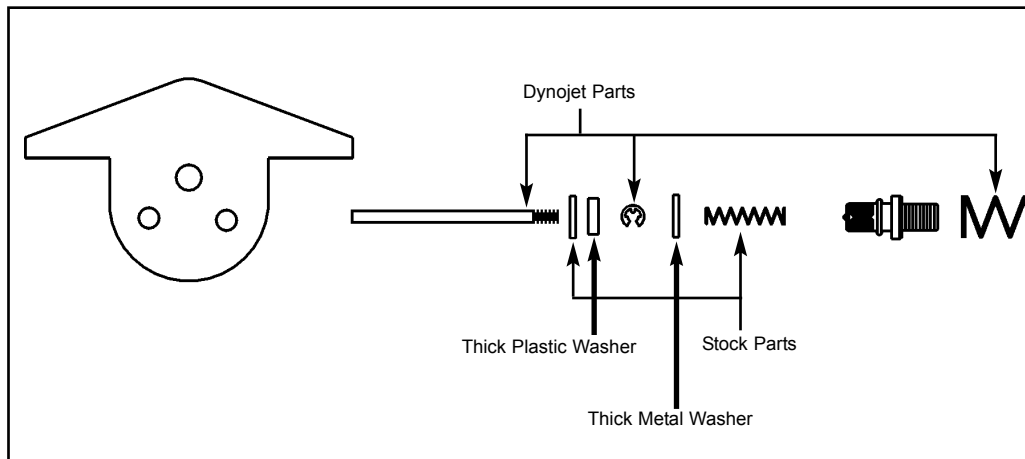 Dynojet Parts
Thick Plastic Washer
Stock Parts
Thick Metal Washer